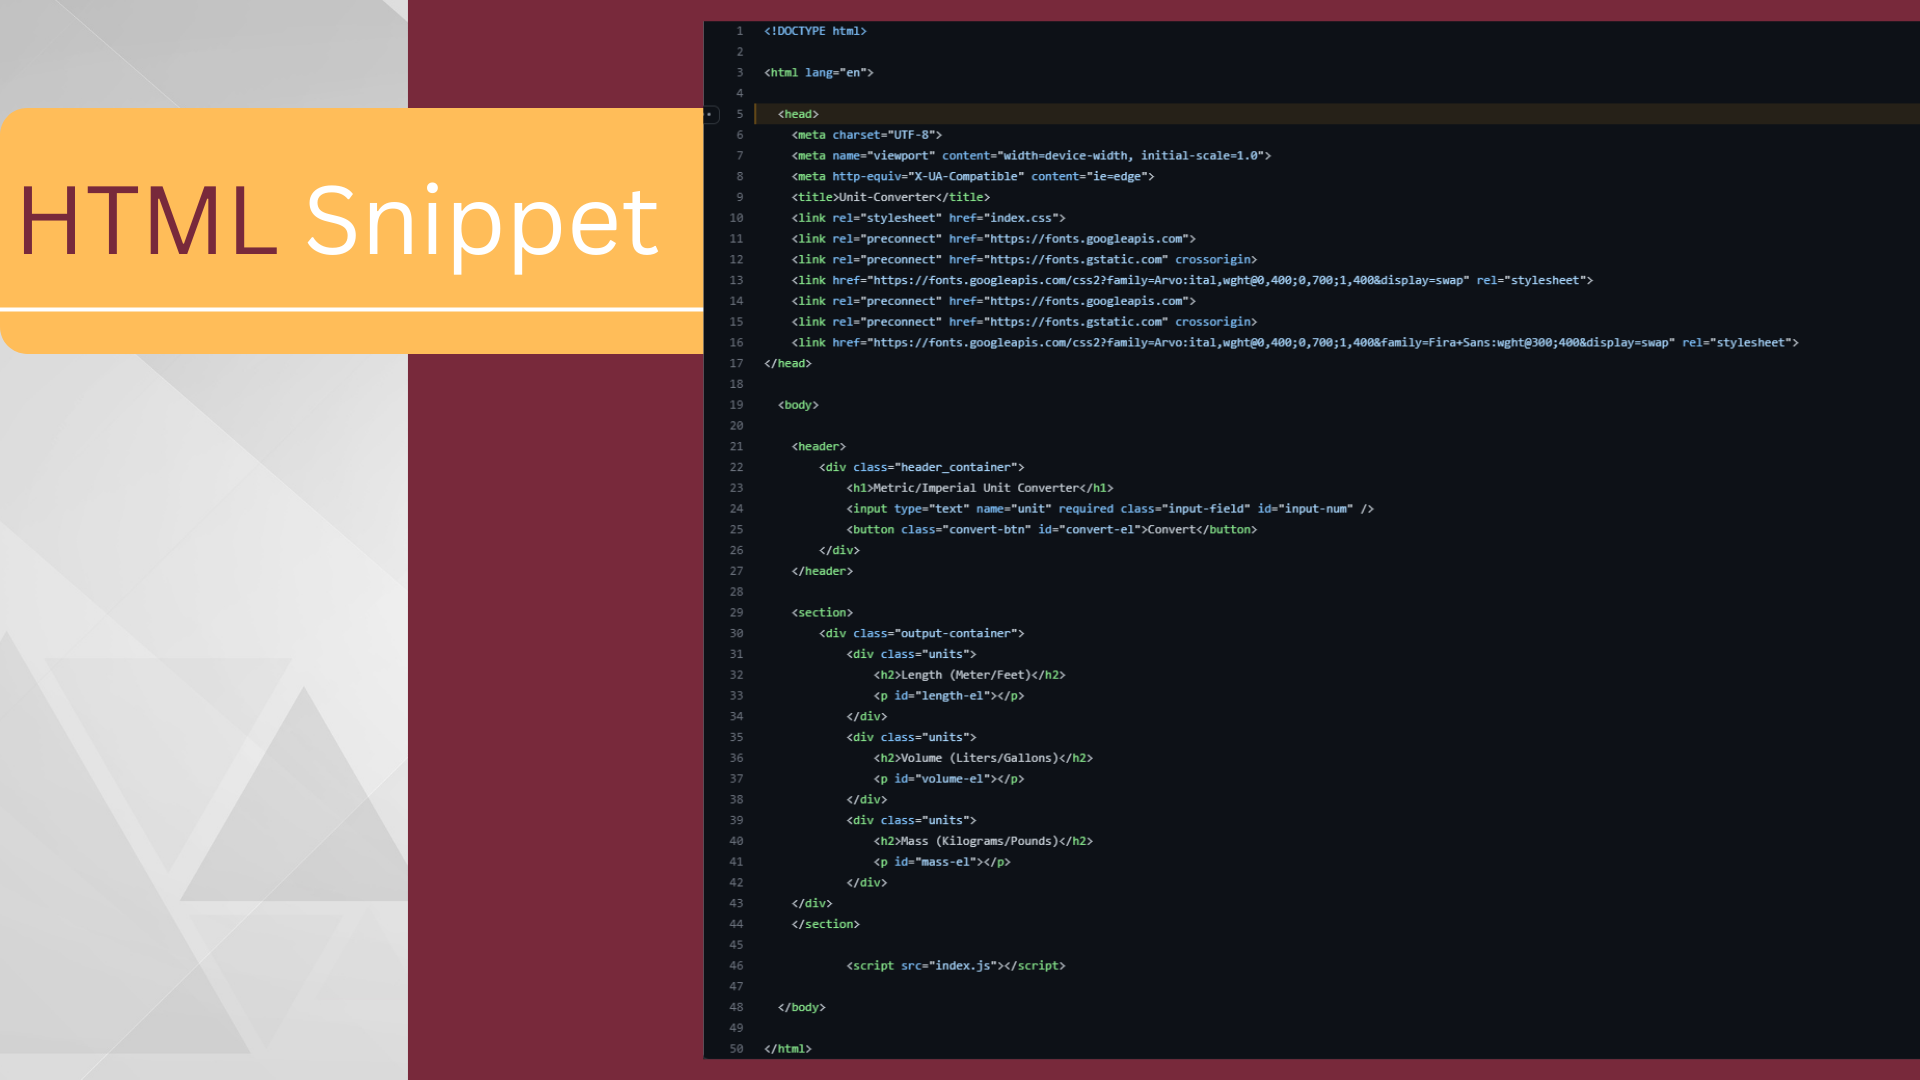 HTML Snippet
1 <!DOCTYPE html>
2
3 <html lang="en">
4
5 <head>
6 <meta charset="UTF-8">
7 <meta name="viewport" content="width=device-width, initial-scale=1.0">
8 <meta http-equiv="X-UA-Compatible" content="ie=edge">
9 <title>Unit-Converter</title>
10 <link rel="stylesheet" href="index.css">
11 <link rel="preconnect" href="https://fonts.googleapis.com">
12 <link rel="preconnect" href="https://fonts.gstatic.com" crossorigin>
13 <link href="https://fonts.googleapis.com/css2?family=Arvo:ital,wght@0,400;0,700;1,400&display=swap" rel="stylesheet">
14 <link rel="preconnect" href="https://fonts.googleapis.com">
15 <link rel="preconnect" href="https://fonts.gstatic.com" crossorigin>
16 <link href="https://fonts.googleapis.com/css2?family=Arvo:ital,wght@0,400;0,700;1,400&family=Fira+Sans:wght@300;400&display=swap" rel="stylesheet">
17 </head>
18
19 <body>
20
21 <header>
22 <div class="header_container">
23 <h1>Metric/Imperial Unit Converter</h1>
24 <input type="text" name="unit" required class="input-field" id="input-num" />
25 <button class="convert-btn" id="convert-el">Convert</button>
26 </div>
27 </header>
28
29 <section>
30 <div class="output-container">
31 <div class="units">
32 <h2>Length (Meter/Feet)</h2>
33 <p id="length-el"></p>
34 </div>
35 <div class="units">
36 <h2>Volume (Liters/Gallons)</h2>
37 <p id="volume-el"></p>
38 </div>
39 <div class="units">
40 <h2>Mass (Kilograms/Pounds)</h2>
41 <p id="mass-el"></p>
42 </div>
43 </div>
44 </section>
45
46 <script src="index.js"></script>
47
48 </body>
49
50 </html>